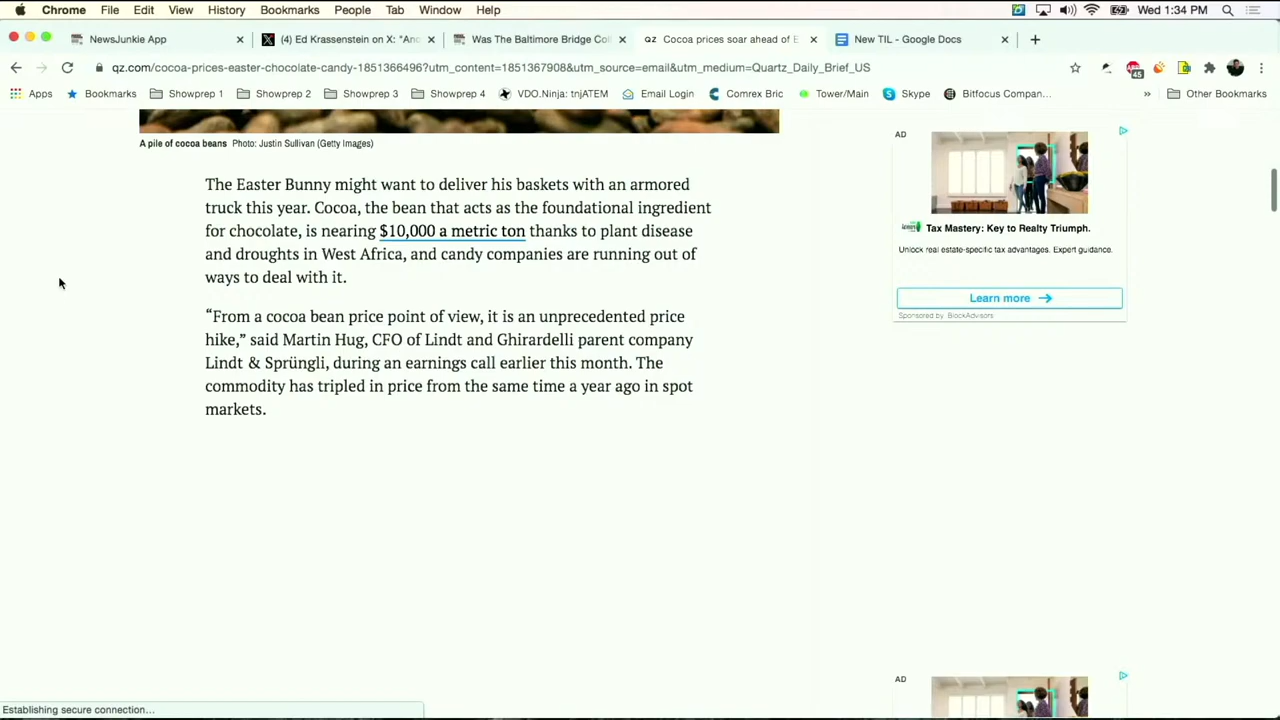 Chrome File Edit View History Bookmarks People Tab Window Help Wed 1:34 PM
NewsJunkie App (4) Ed Krassenstein on X: "Anc Was The Baltimore Bridge Col QZ Cocoa prices soar ahead of E New TIL - Google Docs
qz.com/cocoa-prices-easter-chocolate-candy-1851366496?utm_content=1851367908&utm_source=email&utm_medium=Quartz_Daily_Brief_US 45
Apps Bookmarks Showprep 1 Showprep 2 Showprep 3 Showprep 4 VDO.Ninja: tnjATEM Email Login Comrex Bric Tower/Main Skype Bitfocus Compan... » Other Bookmarks
A pile of cocoa beans Photo: Justin Sullivan (Getty Images)
The Easter Bunny might want to deliver his baskets with an armored
truck this year. Cocoa, the bean that acts as the foundational ingredient
for chocolate, is nearing $10,000 a metric ton thanks to plant disease
and droughts in West Africa, and candy companies are running out of
ways to deal with it.
“From a cocoa bean price point of view, it is an unprecedented price
hike,” said Martin Hug, CFO of Lindt and Ghirardelli parent company
Lindt & Sprüngli, during an earnings call earlier this month. The
commodity has tripled in price from the same time a year ago in spot
markets.
AD
Tax Mastery: Key to Realty Triumph.
Unlock real estate-specific tax advantages. Expert guidance.
Learn more
Sponsored by BlockAdvisors
AD
Establishing secure connection...